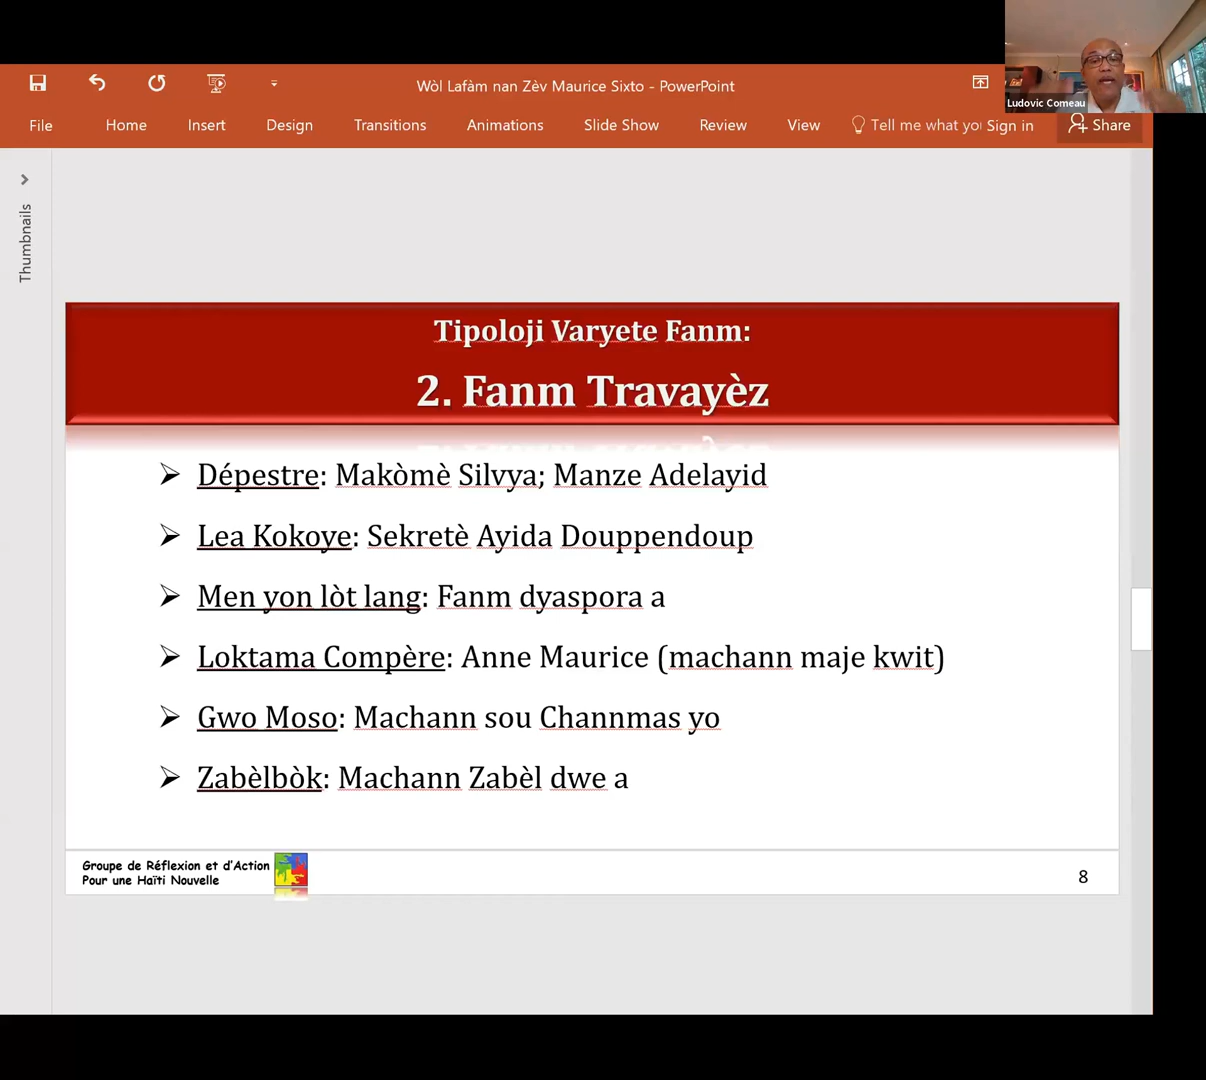 Wòl Lafàm nan Zèv Maurice Sixto - PowerPoint
Ludovic Comeau
File Home Insert Design Transitions Animations Slide Show Review View Tell me what yo Sign in Share
Thumbnails
Tipoloji Varyete Fanm:
2. Fanm Travayèz
➢ Dépestre: Makòmè Silvya; Manze Adelayid
➢ Lea Kokoye: Sekretè Ayida Douppendoup
➢ Men yon lòt lang: Fanm dyaspora a
➢ Loktama Compère: Anne Maurice (machann maje kwit)
➢ Gwo Moso: Machann sou Channmas yo
➢ Zabèlbòk: Machann Zabèl dwe a
Groupe de Réflexion et d'Action
Pour une Haïti Nouvelle
8